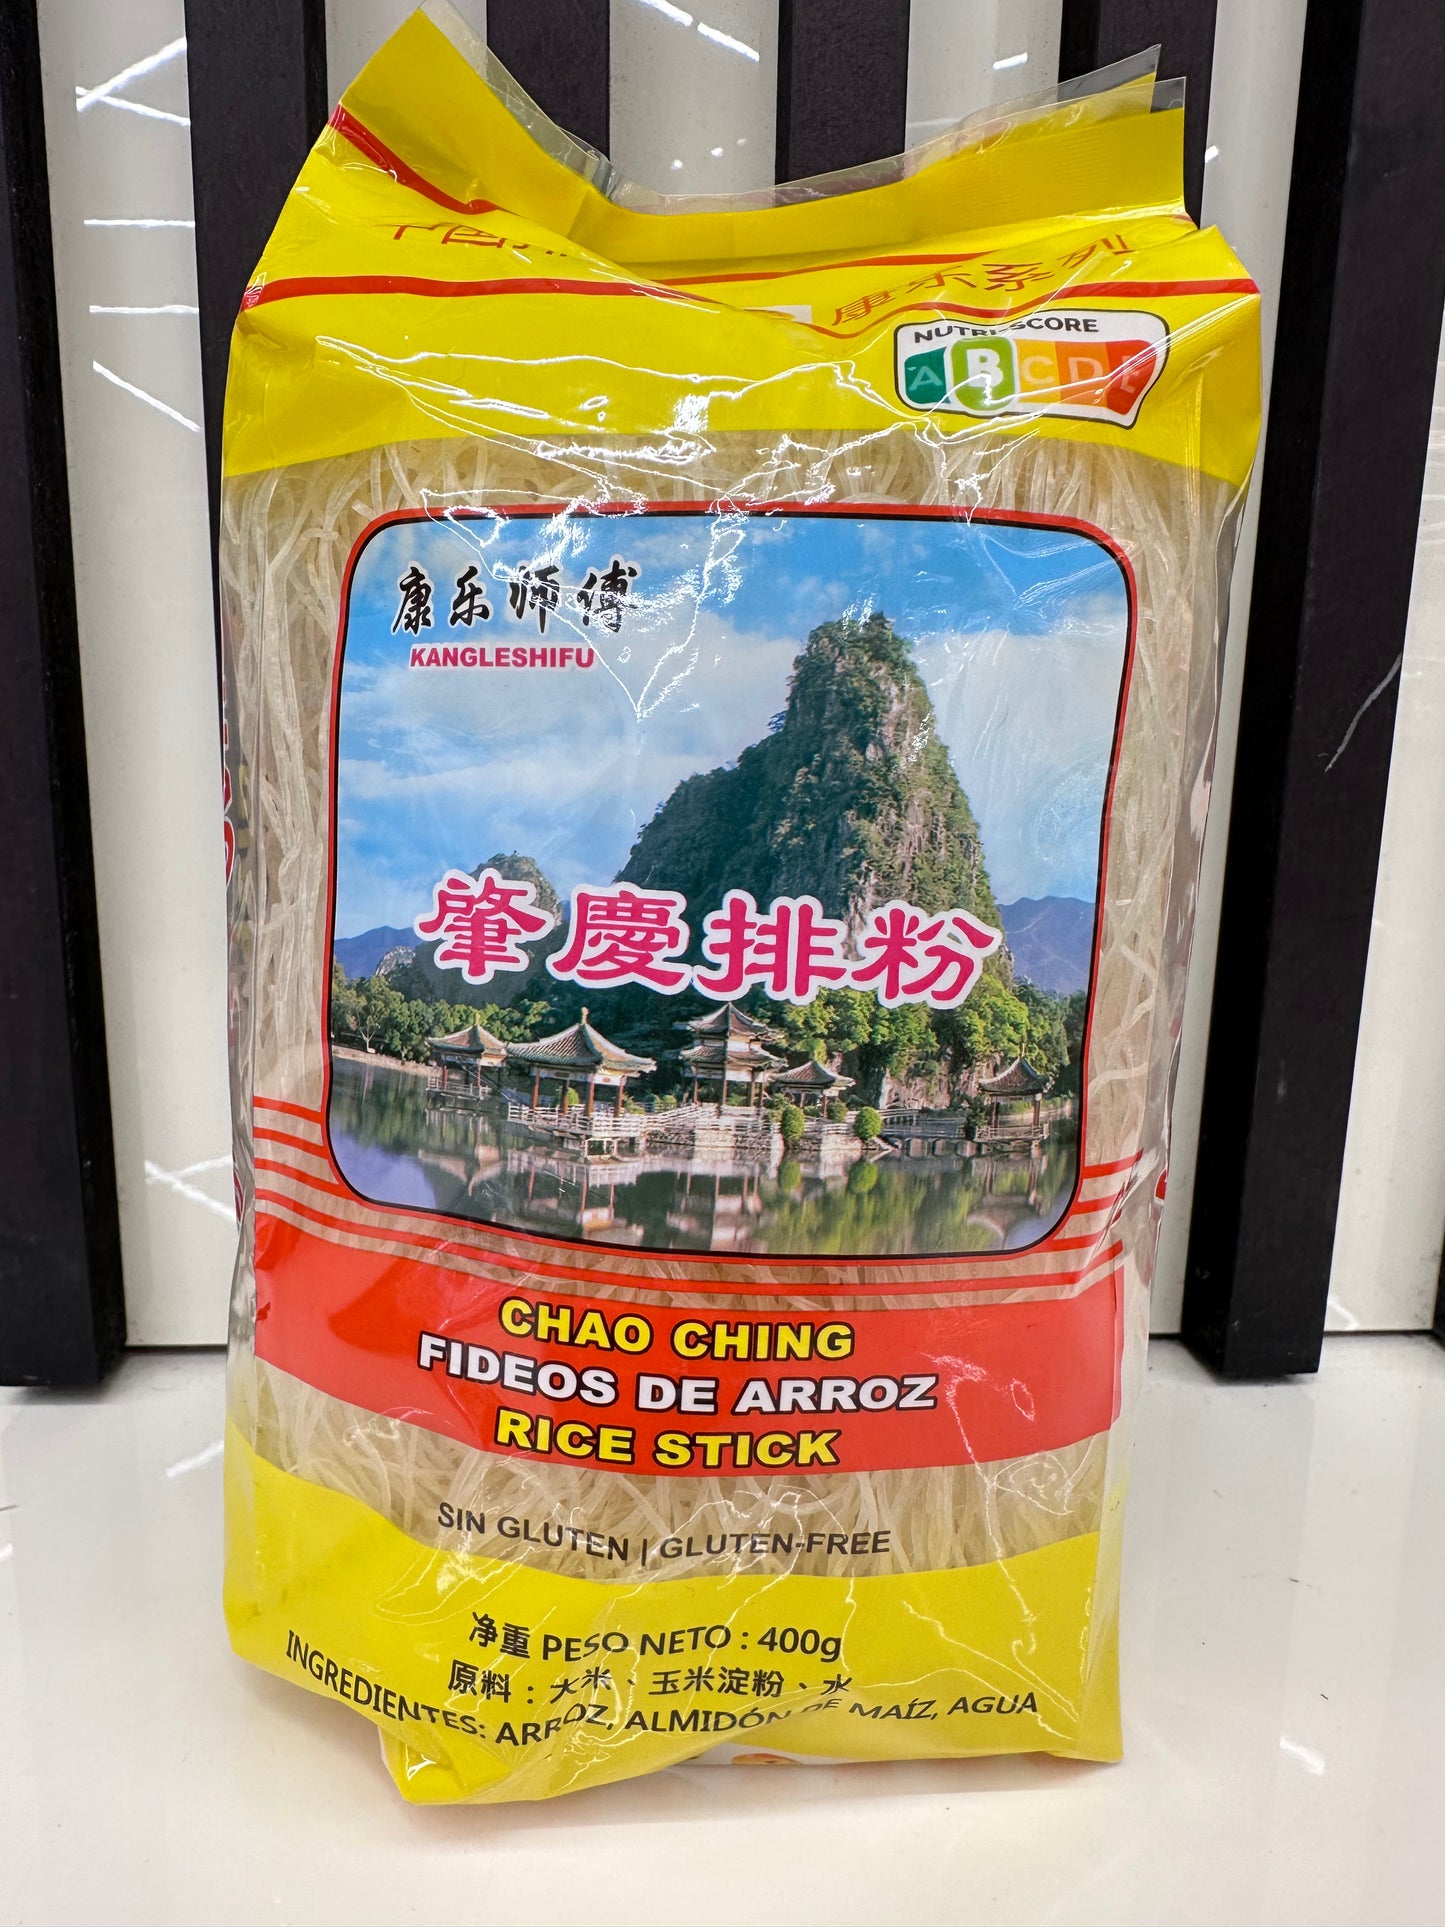 康乐系列
NUTRI-SCORE
A B C D E
康乐师傅
KANGLESHIFU
肇慶排粉
CHAO CHING
FIDEOS DE ARROZ
RICE STICK
SIN GLUTEN | GLUTEN-FREE
净重 PESO NETO : 400g
原料 : 大米、玉米淀粉、水
INGREDIENTES: ARROZ, ALMIDÓN DE MAÍZ, AGUA